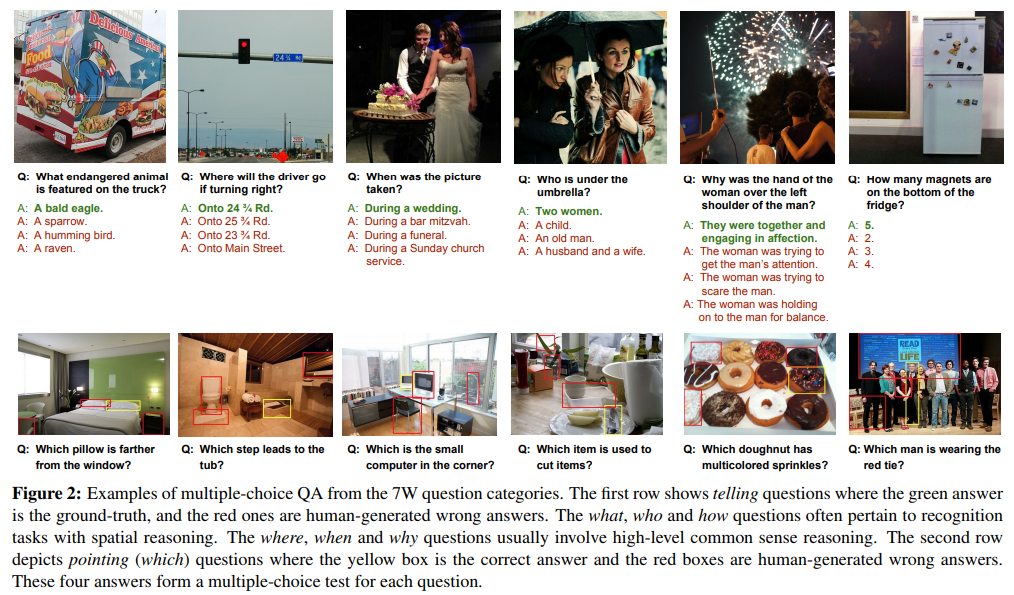 Delicious
Food
24 ¾ Rd.
Q: What endangered animal
is featured on the truck?
A: A bald eagle.
A: A sparrow.
A: A humming bird.
A: A raven.
Q: Where will the driver go
if turning right?
A: Onto 24 ¾ Rd.
A: Onto 25 ¾ Rd.
A: Onto 23 ¾ Rd.
A: Onto Main Street.
Q: When was the picture
taken?
A: During a wedding.
A: During a bar mitzvah.
A: During a funeral.
A: During a Sunday church
service.
Q: Who is under the
umbrella?
A: Two women.
A: A child.
A: An old man.
A: A husband and a wife.
Q: Why was the hand of the
woman over the left
shoulder of the man?
A: They were together and
engaging in affection.
A: The woman was trying to
get the man's attention.
A: The woman was trying to
scare the man.
A: The woman was holding
on to the man for balance.
Q: How many magnets are
on the bottom of the
fridge?
A: 5.
A: 2.
A: 3.
A: 4.
READ
LIFE
Q: Which pillow is farther
from the window?
Q: Which step leads to the
tub?
Q: Which is the small
computer in the corner?
Q: Which item is used to
cut items?
Q: Which doughnut has
multicolored sprinkles?
Q: Which man is wearing the
red tie?
Figure 2: Examples of multiple-choice QA from the 7W question categories. The first row shows telling questions where the green answer
is the ground-truth, and the red ones are human-generated wrong answers. The what, who and how questions often pertain to recognition
tasks with spatial reasoning. The where, when and why questions usually involve high-level common sense reasoning. The second row
depicts pointing (which) questions where the yellow box is the correct answer and the red boxes are human-generated wrong answers.
These four answers form a multiple-choice test for each question.